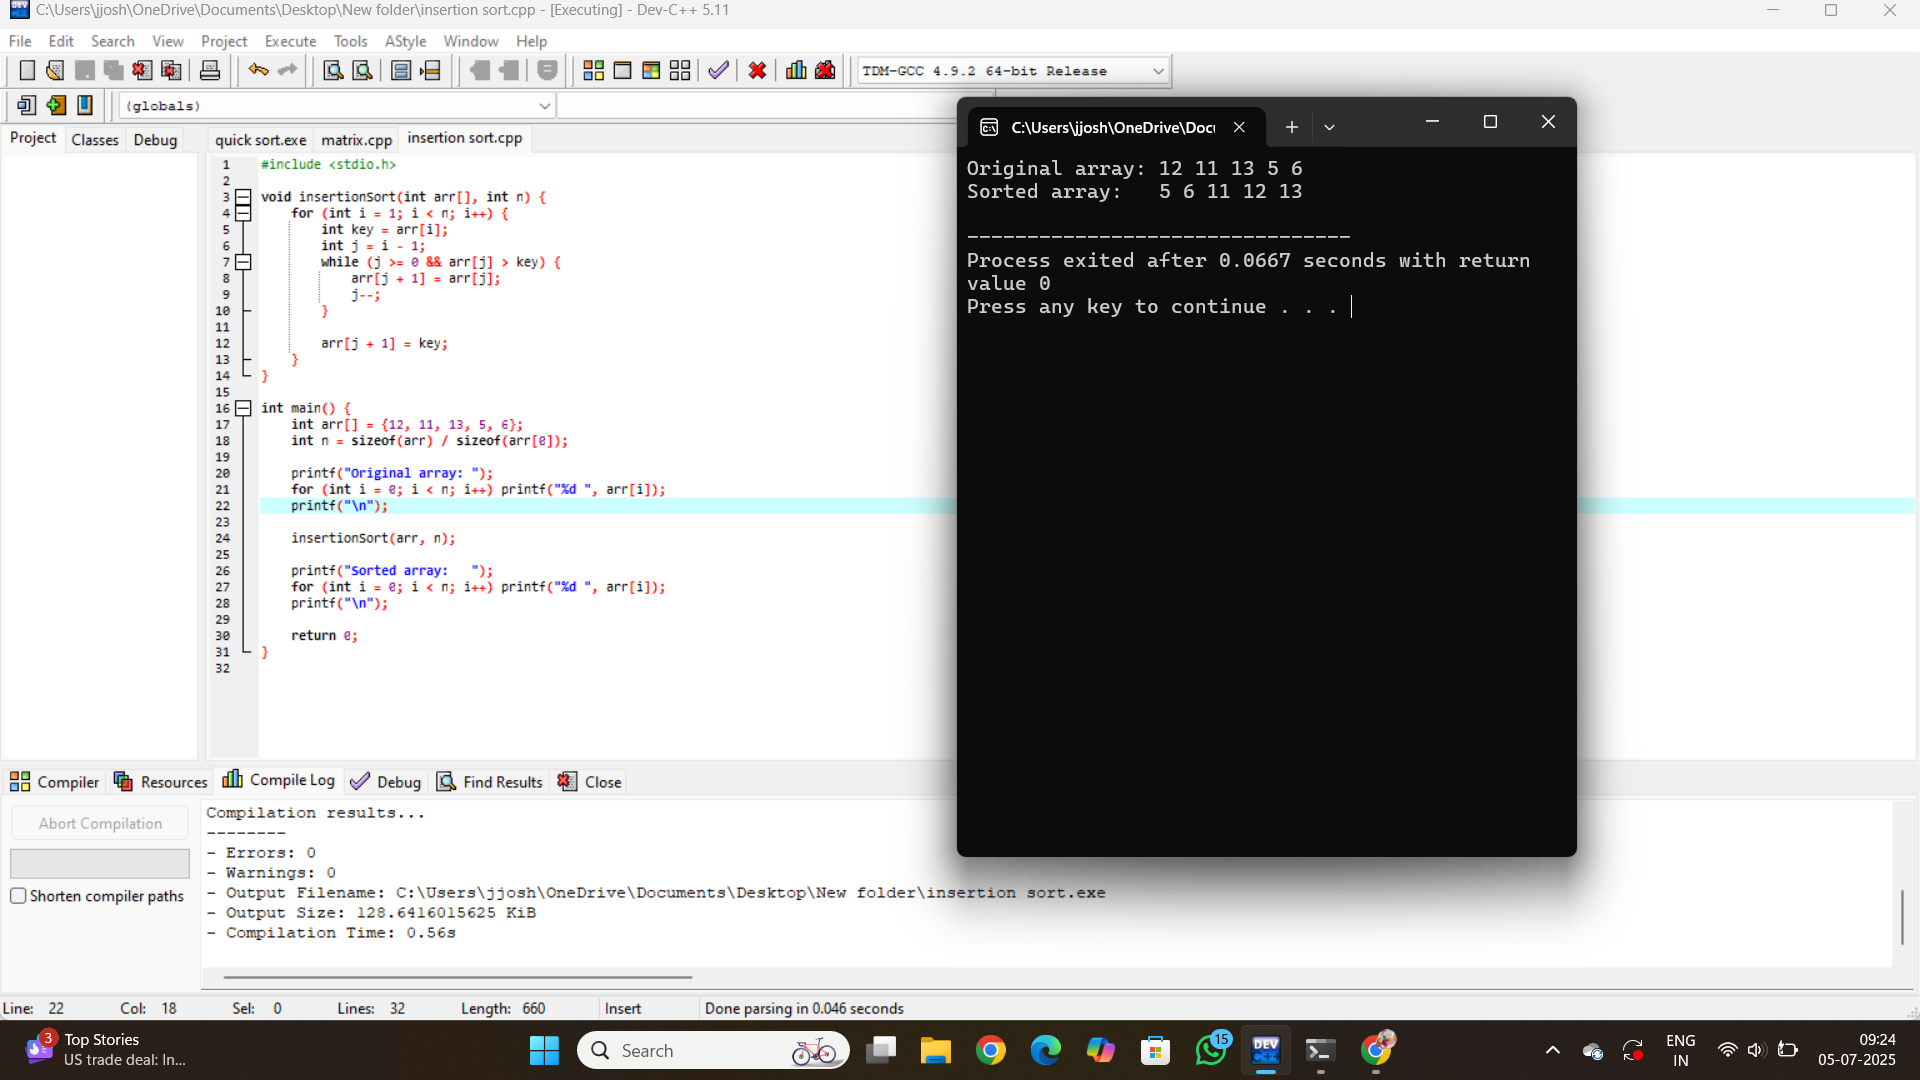 C:\Users\jjosh\OneDrive\Documents\Desktop\New folder\insertion sort.cpp - [Executing] - Dev-C++ 5.11
File Edit Search View Project Execute Tools AStyle Window Help
TDM-GCC 4.9.2 64-bit Release
(globals)
Project Classes Debug
quick sort.exe matrix.cpp insertion sort.cpp
1 #include <stdio.h>
2
3 void insertionSort(int arr[], int n) {
4     for (int i = 1; i < n; i++) {
5         int key = arr[i];
6         int j = i - 1;
7         while (j >= 0 && arr[j] > key) {
8             arr[j + 1] = arr[j];
9             j--;
10         }
11
12         arr[j + 1] = key;
13     }
14 }
15
16 int main() {
17     int arr[] = {12, 11, 13, 5, 6};
18     int n = sizeof(arr) / sizeof(arr[0]);
19
20     printf("Original array: ");
21     for (int i = 0; i < n; i++) printf("%d ", arr[i]);
22     printf("\n");
23
24     insertionSort(arr, n);
25
26     printf("Sorted array:   ");
27     for (int i = 0; i < n; i++) printf("%d ", arr[i]);
28     printf("\n");
29
30     return 0;
31 }
32
C:\Users\jjosh\OneDrive\Docu
Original array: 12 11 13 5 6
Sorted array:   5 6 11 12 13
--------------------------------
Process exited after 0.0667 seconds with return
value 0
Press any key to continue . . .
Compiler Resources Compile Log Debug Find Results Close
Abort Compilation
Shorten compiler paths
Compilation results...
--------
- Errors: 0
- Warnings: 0
- Output Filename: C:\Users\jjosh\OneDrive\Documents\Desktop\New folder\insertion sort.exe
- Output Size: 128.6416015625 KiB
- Compilation Time: 0.56s
Line: 22 Col: 18 Sel: 0 Lines: 32 Length: 660 Insert Done parsing in 0.046 seconds
3
Top Stories
US trade deal: In...
Search
15
DEV
C++
ENG
IN
09:24
05-07-2025